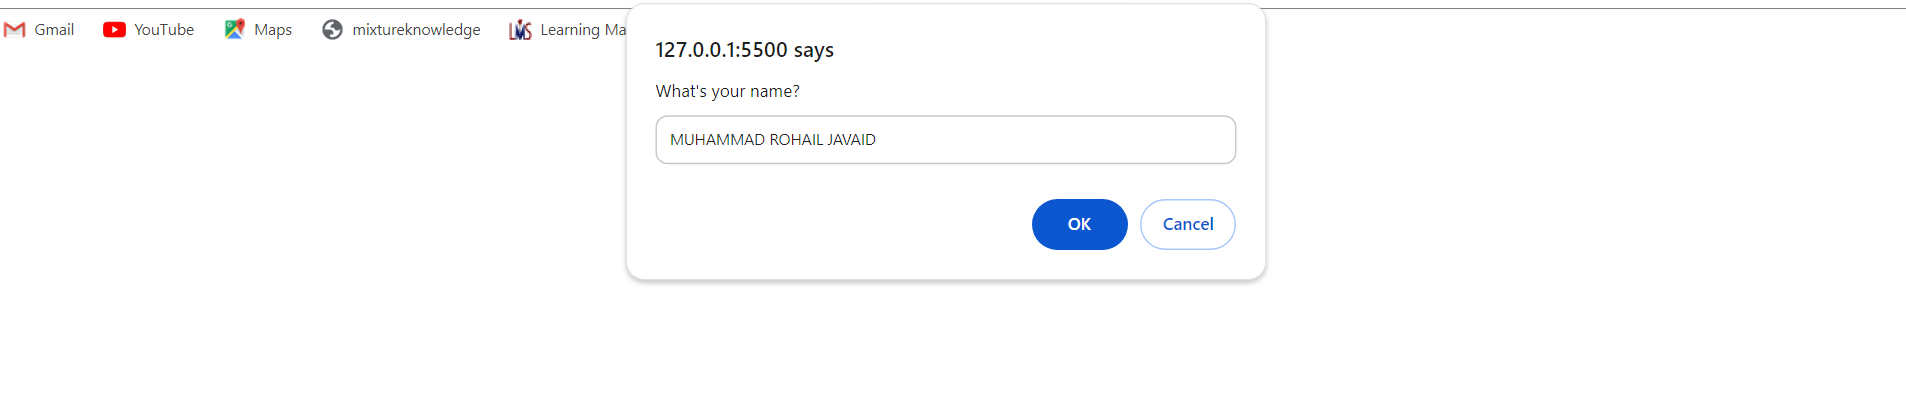 Gmail YouTube Maps mixtureknowledge LMS Learning Ma
127.0.0.1:5500 says
What's your name?
MUHAMMAD ROHAIL JAVAID
OK Cancel